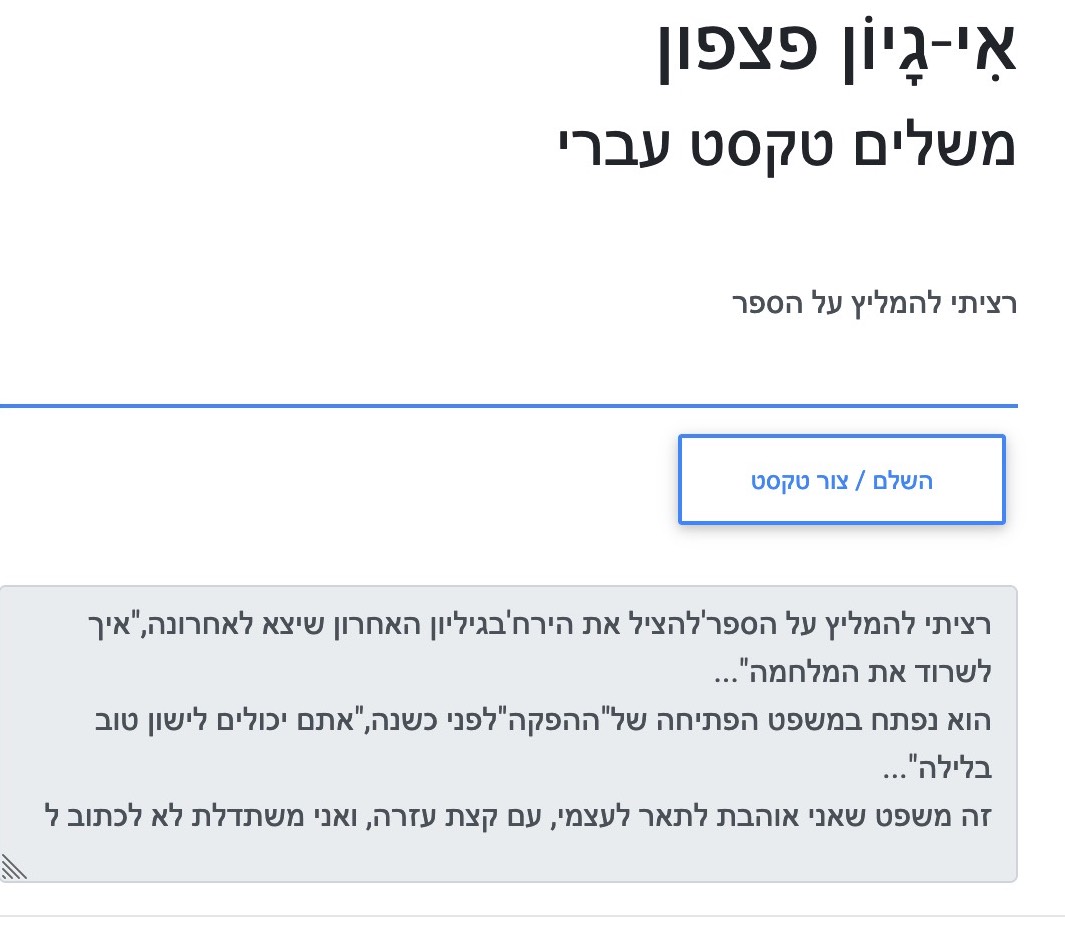 אִי-גָיוֹן פצפון
משלים טקסט עברי
רציתי להמליץ על הספר
השלם / צור טקסט
רציתי להמליץ על הספר'להציל את הירח'בגיליון האחרון שיצא לאחרונה,"איך
לשרוד את המלחמה"...
הוא נפתח במשפט הפתיחה של"ההפקה"לפני כשנה,"אתם יכולים לישון טוב
בלילה"...
זה משפט שאני אוהבת לתאר לעצמי, עם קצת עזרה, ואני משתדלת לא לכתוב ל